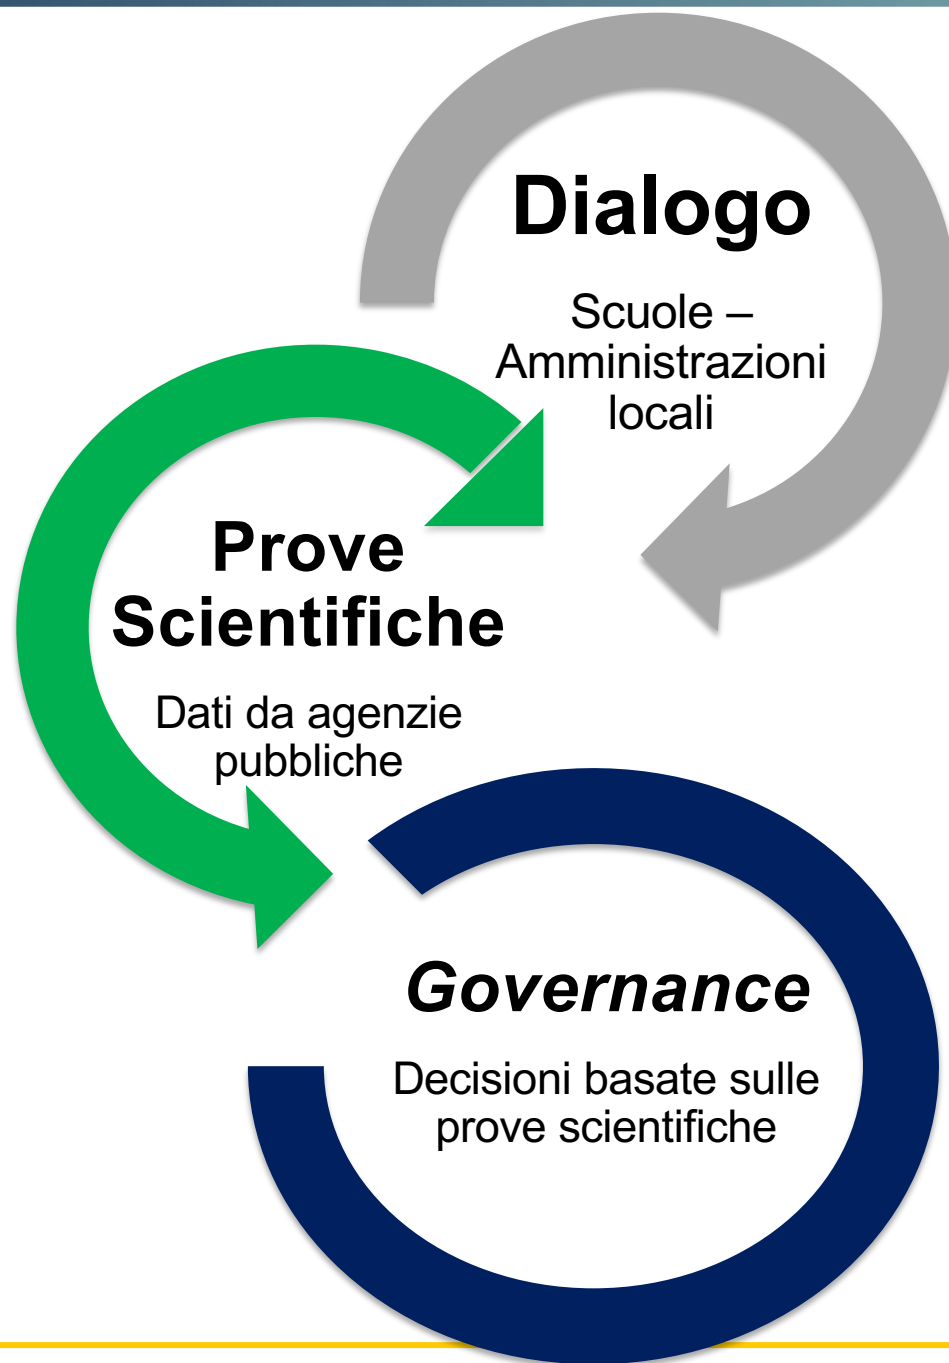 Dialogo
Scuole –
Amministrazioni
locali
Prove
Scientifiche
Dati da agenzie
pubbliche
Governance
Decisioni basate sulle
prove scientifiche